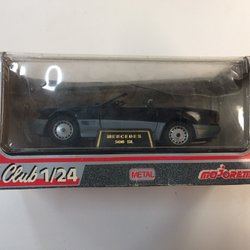 MERCEDES
500 SL
Club 1/24
METAL
majorette